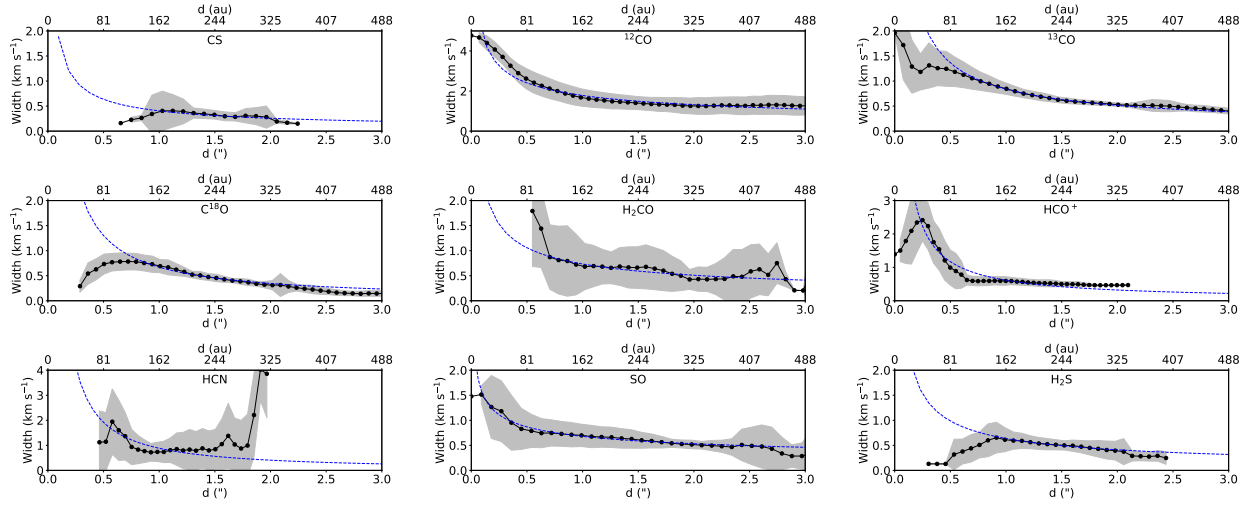 d (au)
0 81 162 244 325 407 488
CS
Width (km s⁻¹)
2.0
1.5
1.0
0.5
0.0
0.0 0.5 1.0 1.5 2.0 2.5 3.0
d (")
d (au)
0 81 162 244 325 407 488
¹²CO
Width (km s⁻¹)
4
2
0
0.0 0.5 1.0 1.5 2.0 2.5 3.0
d (")
d (au)
0 81 162 244 325 407 488
¹³CO
Width (km s⁻¹)
2.0
1.5
1.0
0.5
0.0
0.0 0.5 1.0 1.5 2.0 2.5 3.0
d (")
d (au)
0 81 162 244 325 407 488
C¹⁸O
Width (km s⁻¹)
2.0
1.5
1.0
0.5
0.0
0.0 0.5 1.0 1.5 2.0 2.5 3.0
d (")
d (au)
0 81 162 244 325 407 488
H₂CO
Width (km s⁻¹)
2.0
1.5
1.0
0.5
0.0
0.0 0.5 1.0 1.5 2.0 2.5 3.0
d (")
d (au)
0 81 162 244 325 407 488
HCO⁺
Width (km s⁻¹)
3
2
1
0
0.0 0.5 1.0 1.5 2.0 2.5 3.0
d (")
d (au)
0 81 162 244 325 407 488
HCN
Width (km s⁻¹)
4
3
2
1
0
0.0 0.5 1.0 1.5 2.0 2.5 3.0
d (")
d (au)
0 81 162 244 325 407 488
SO
Width (km s⁻¹)
2.0
1.5
1.0
0.5
0.0
0.0 0.5 1.0 1.5 2.0 2.5 3.0
d (")
d (au)
0 81 162 244 325 407 488
H₂S
Width (km s⁻¹)
2.0
1.5
1.0
0.5
0.0
0.0 0.5 1.0 1.5 2.0 2.5 3.0
d (")